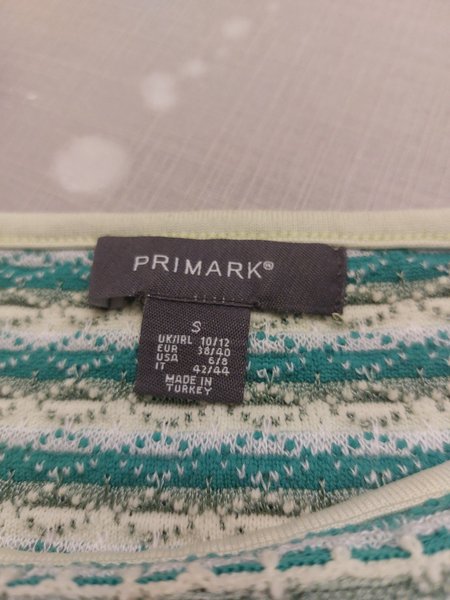 PRIMARK®
S
UK/IRL 10/12
EUR 38/40
USA 6/8
IT 42/44
MADE IN
TURKEY